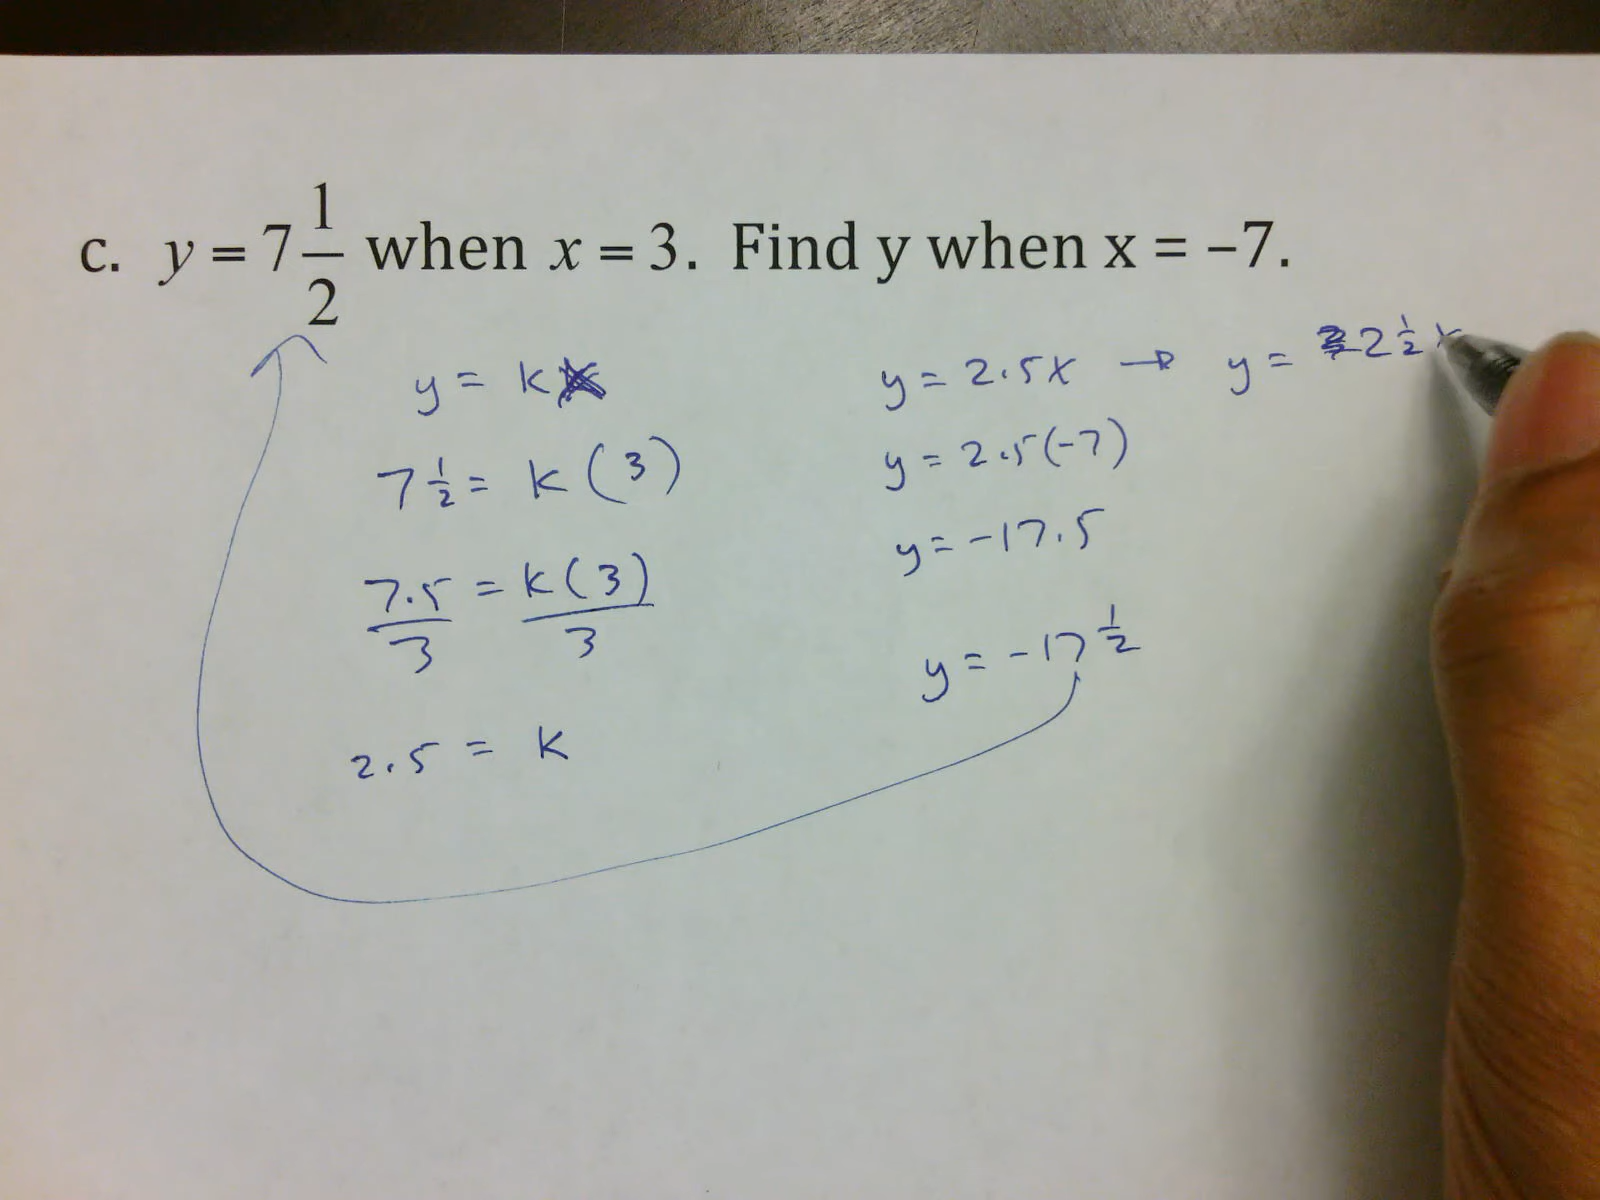 c. y = 7 1/2 when x = 3. Find y when x = −7.
y = kx
7 1/2 = k(3)
7.5/3 = k(3)/3
2.5 = k
y = 2.5x → y = 2 1/2 x
y = 2.5(-7)
y = -17.5
y = -17 1/2